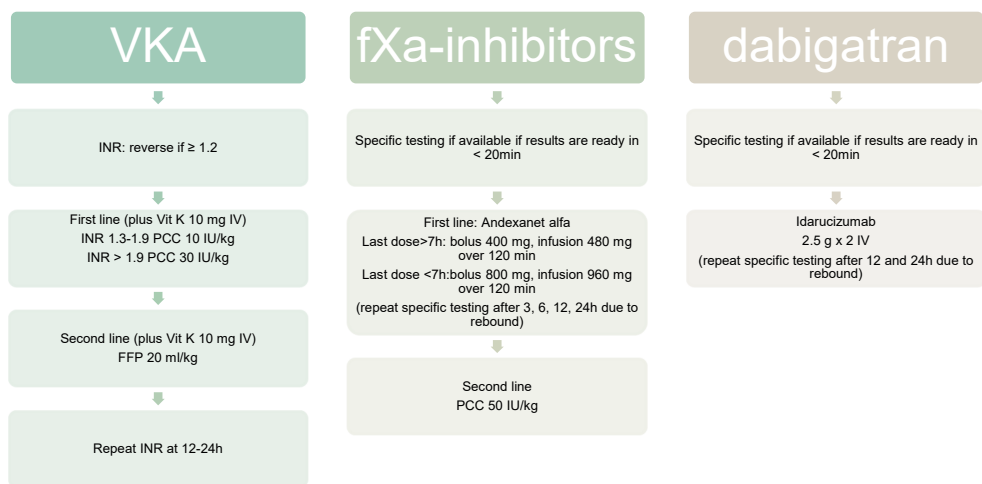 VKA
INR: reverse if ≥ 1.2
First line (plus Vit K 10 mg IV)
INR 1.3-1.9 PCC 10 IU/kg
INR > 1.9 PCC 30 IU/kg
Second line (plus Vit K 10 mg IV)
FFP 20 ml/kg
Repeat INR at 12-24h
fXa-inhibitors
Specific testing if available if results are ready in
< 20min
First line: Andexanet alfa
Last dose>7h: bolus 400 mg, infusion 480 mg
over 120 min
Last dose <7h:bolus 800 mg, infusion 960 mg
over 120 min
(repeat specific testing after 3, 6, 12, 24h due to
rebound)
Second line
PCC 50 IU/kg
dabigatran
Specific testing if available if results are ready in
< 20min
Idarucizumab
2.5 g x 2 IV
(repeat specific testing after 12 and 24h due to
rebound)